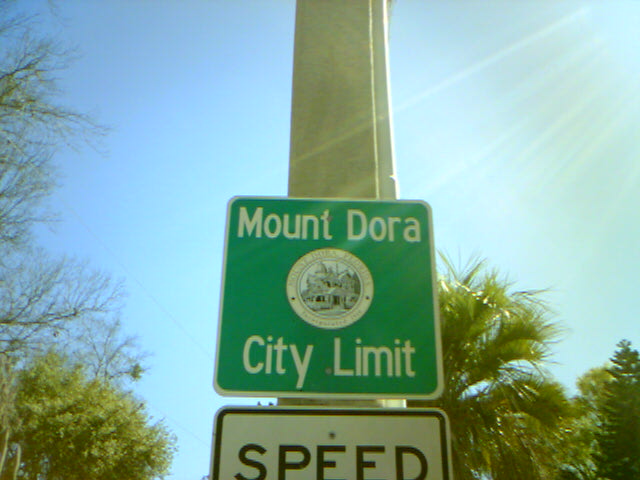 Mount Dora
City Limit
SPEED